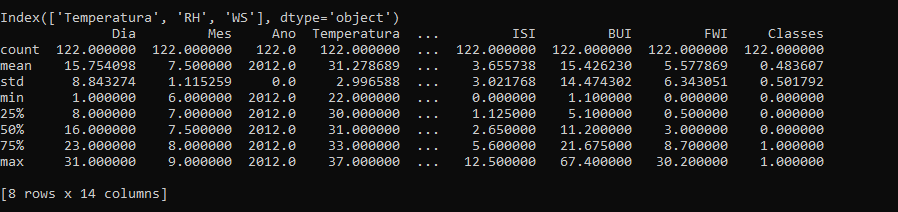 Index(['Temperatura', 'RH', 'WS'], dtype='object')
Dia Mes Ano Temperatura ... ISI BUI FWI Classes
count 122.000000 122.000000 122.0 122.000000 ... 122.000000 122.000000 122.000000 122.000000
mean 15.754098 7.500000 2012.0 31.278689 ... 3.655738 15.426230 5.577869 0.483607
std 8.843274 1.115259 0.0 2.996588 ... 3.021768 14.474302 6.343051 0.501792
min 1.000000 6.000000 2012.0 22.000000 ... 0.000000 1.100000 0.000000 0.000000
25% 8.000000 7.000000 2012.0 30.000000 ... 1.125000 5.100000 0.500000 0.000000
50% 16.000000 7.500000 2012.0 31.000000 ... 2.650000 11.200000 3.000000 0.000000
75% 23.000000 8.000000 2012.0 33.000000 ... 5.600000 21.675000 8.700000 1.000000
max 31.000000 9.000000 2012.0 37.000000 ... 12.500000 67.400000 30.200000 1.000000
[8 rows x 14 columns]